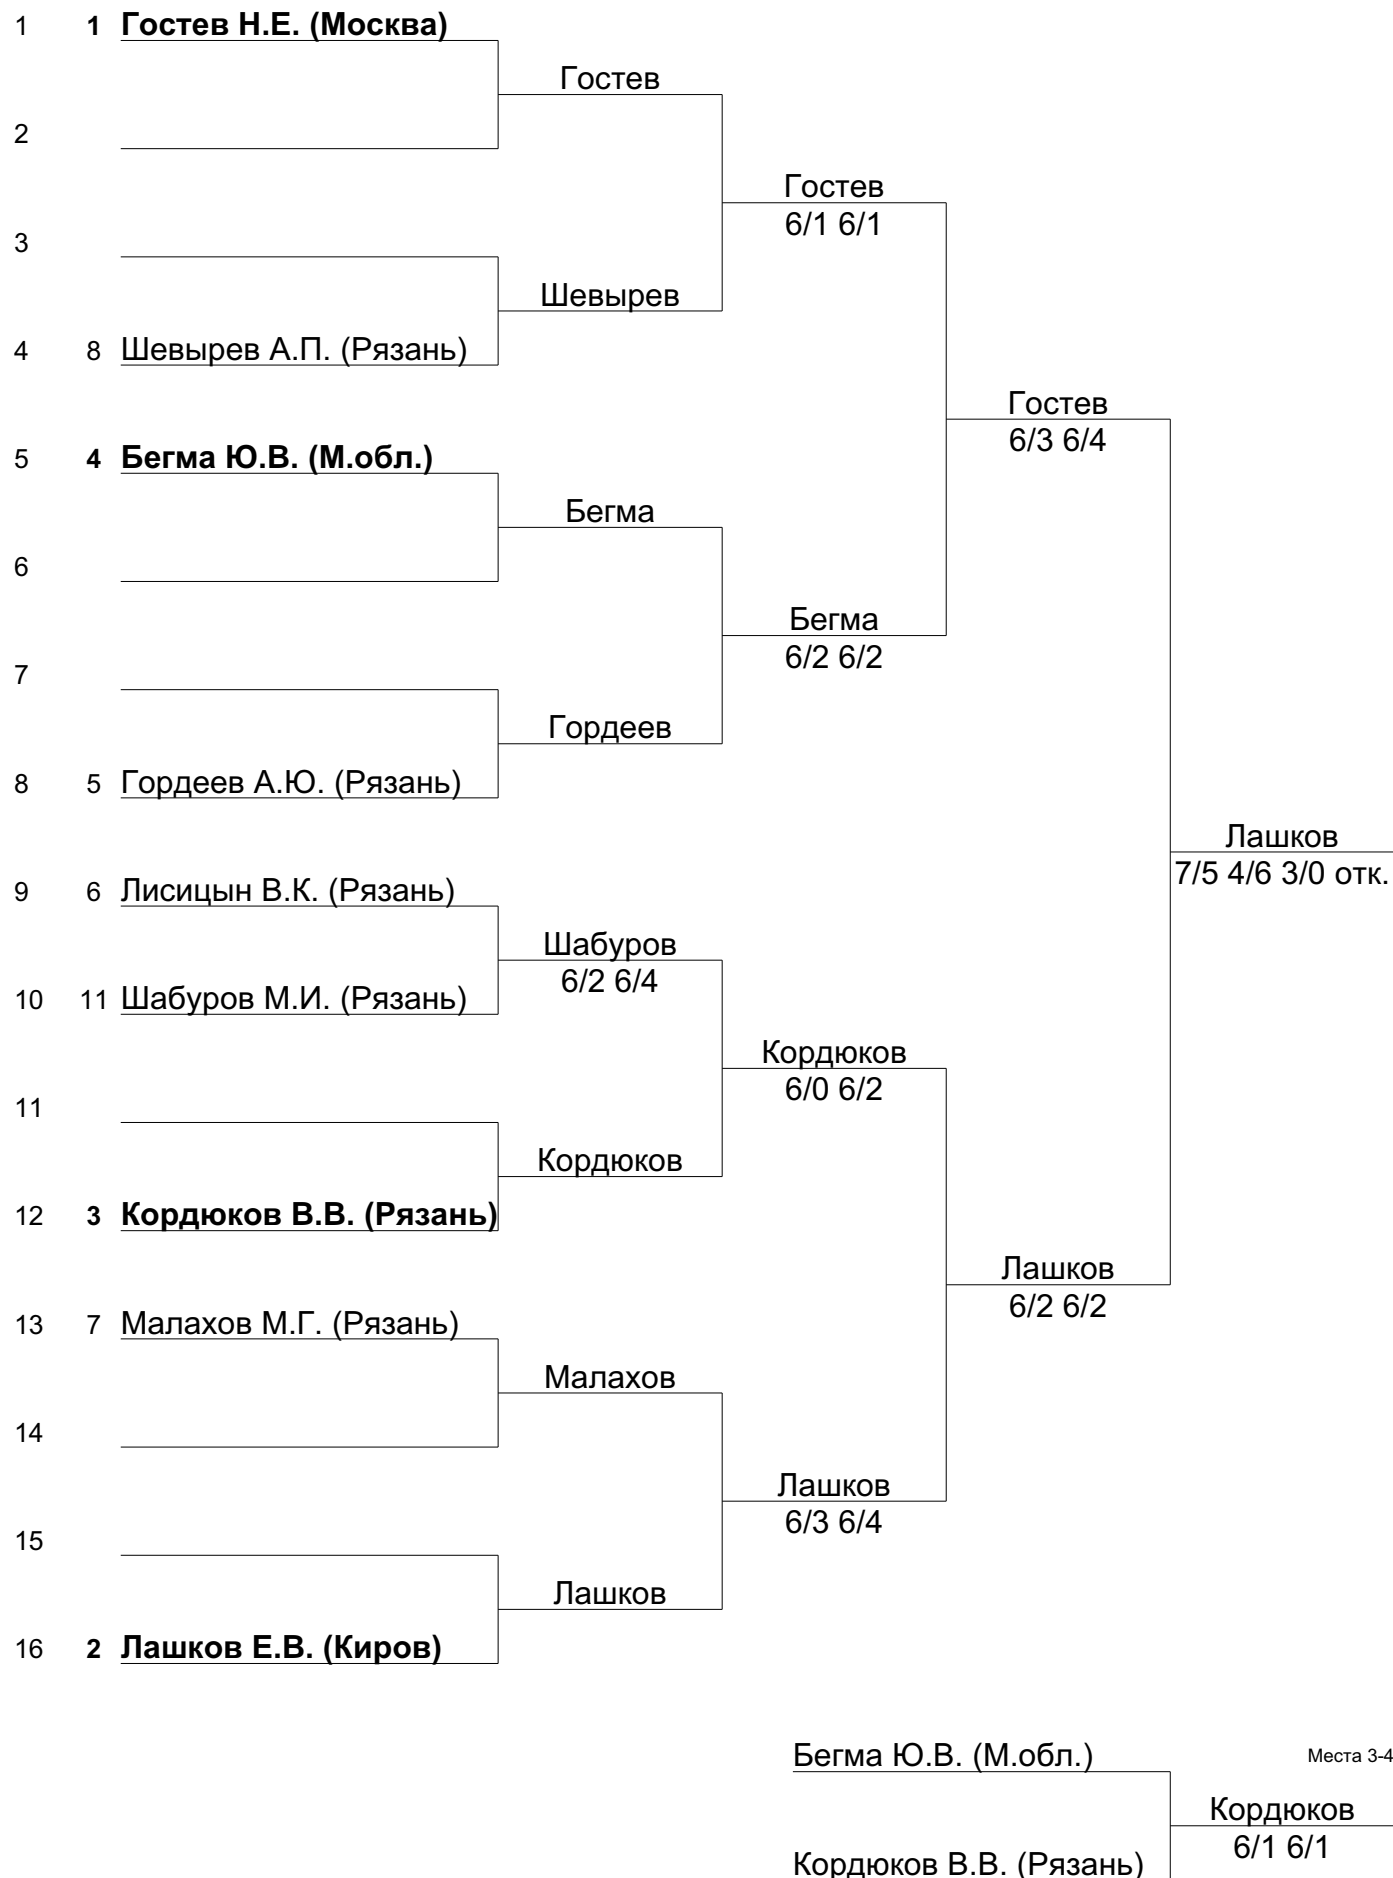 1 1 Гостев Н.Е. (Москва)
Гостев
2
Гостев
6/1 6/1
3
Шевырев
4 8 Шевырев А.П. (Рязань)
Гостев
6/3 6/4
5 4 Бегма Ю.В. (М.обл.)
Бегма
6
Бегма
6/2 6/2
7
Гордеев
8 5 Гордеев А.Ю. (Рязань)
Лашков
7/5 4/6 3/0 отк.
9 6 Лисицын В.К. (Рязань)
Шабуров
6/2 6/4
10 11 Шабуров М.И. (Рязань)
Кордюков
6/0 6/2
11
Кордюков
12 3 Кордюков В.В. (Рязань)
Лашков
6/2 6/2
13 7 Малахов М.Г. (Рязань)
Малахов
14
Лашков
6/3 6/4
15
Лашков
16 2 Лашков Е.В. (Киров)
Бегма Ю.В. (М.обл.)
Места 3-4
Кордюков
6/1 6/1
Кордюков В.В. (Рязань)